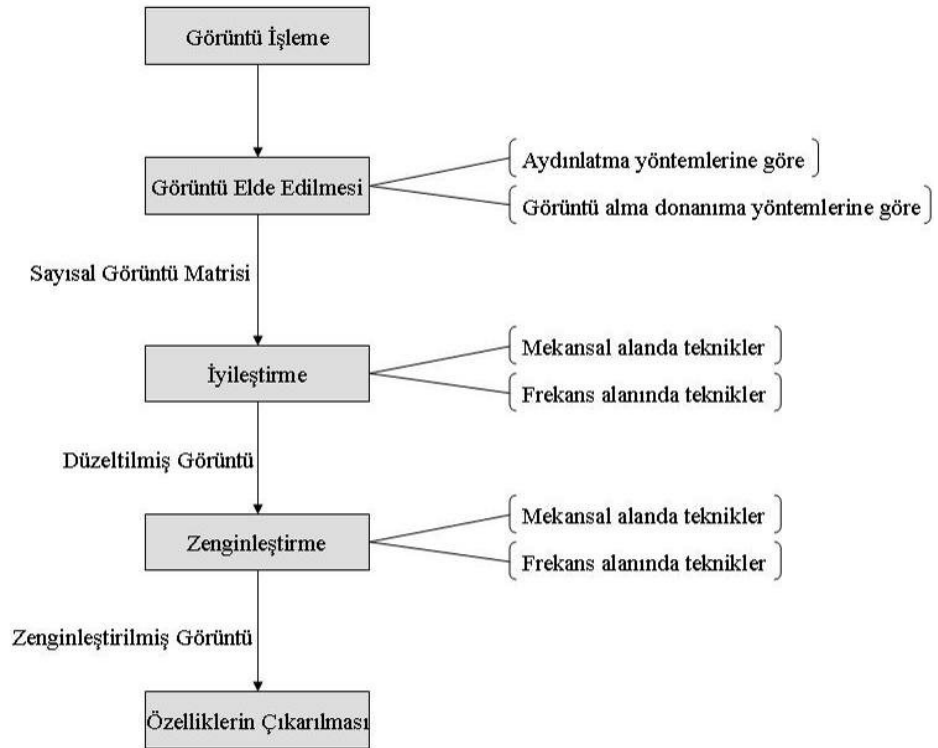 Görüntü İşleme
Aydınlatma yöntemlerine göre
Görüntü Elde Edilmesi
Görüntü alma donanıma yöntemlerine göre
Sayısal Görüntü Matrisi
Mekansal alanda teknikler
İyileştirme
Frekans alanında teknikler
Düzeltilmiş Görüntü
Mekansal alanda teknikler
Zenginleştirme
Frekans alanında teknikler
Zenginleştirilmiş Görüntü
Özelliklerin Çıkarılması